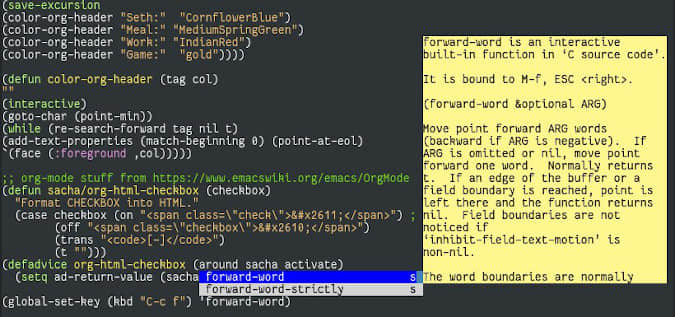 (save-excursion
(color-org-header "Seth:"  "CornflowerBlue")
(color-org-header "Meal:" "MediumSpringGreen")
(color-org-header "Work:" "IndianRed")
(color-org-header "Game:"  "gold"))))
(defun color-org-header (tag col)
""
(interactive)
(goto-char (point-min))
(while (re-search-forward tag nil t)
(add-text-properties (match-beginning 0) (point-at-eol)
`(face (:foreground ,col)))))
;; org-mode stuff from https://www.emacswiki.org/emacs/OrgMode
(defun sacha/org-html-checkbox (checkbox)
"Format CHECKBOX into HTML."
(case checkbox (on "<span class=\"check\">&#x2611;</span>") ;
(off "<span class=\"checkbox\">&#x2610;</span>")
(trans "<code>[-]</code>")
(t "")))
(defadvice org-html-checkbox (around sacha activate)
(setq ad-return-value (sacha
(global-set-key (kbd "C-c f") 'forward-word)
forward-word s
forward-word-strictly s
forward-word is an interactive
built-in function in ‘C source code’.
It is bound to M-f, ESC <right>.
(forward-word &optional ARG)
Move point forward ARG words
(backward if ARG is negative).  If
ARG is omitted or nil, move point
forward one word.  Normally returns
t.  If an edge of the buffer or a
field boundary is reached, point is
left there and the function returns
nil.  Field boundaries are not
noticed if
‘inhibit-field-text-motion’ is
non-nil.
The word boundaries are normally